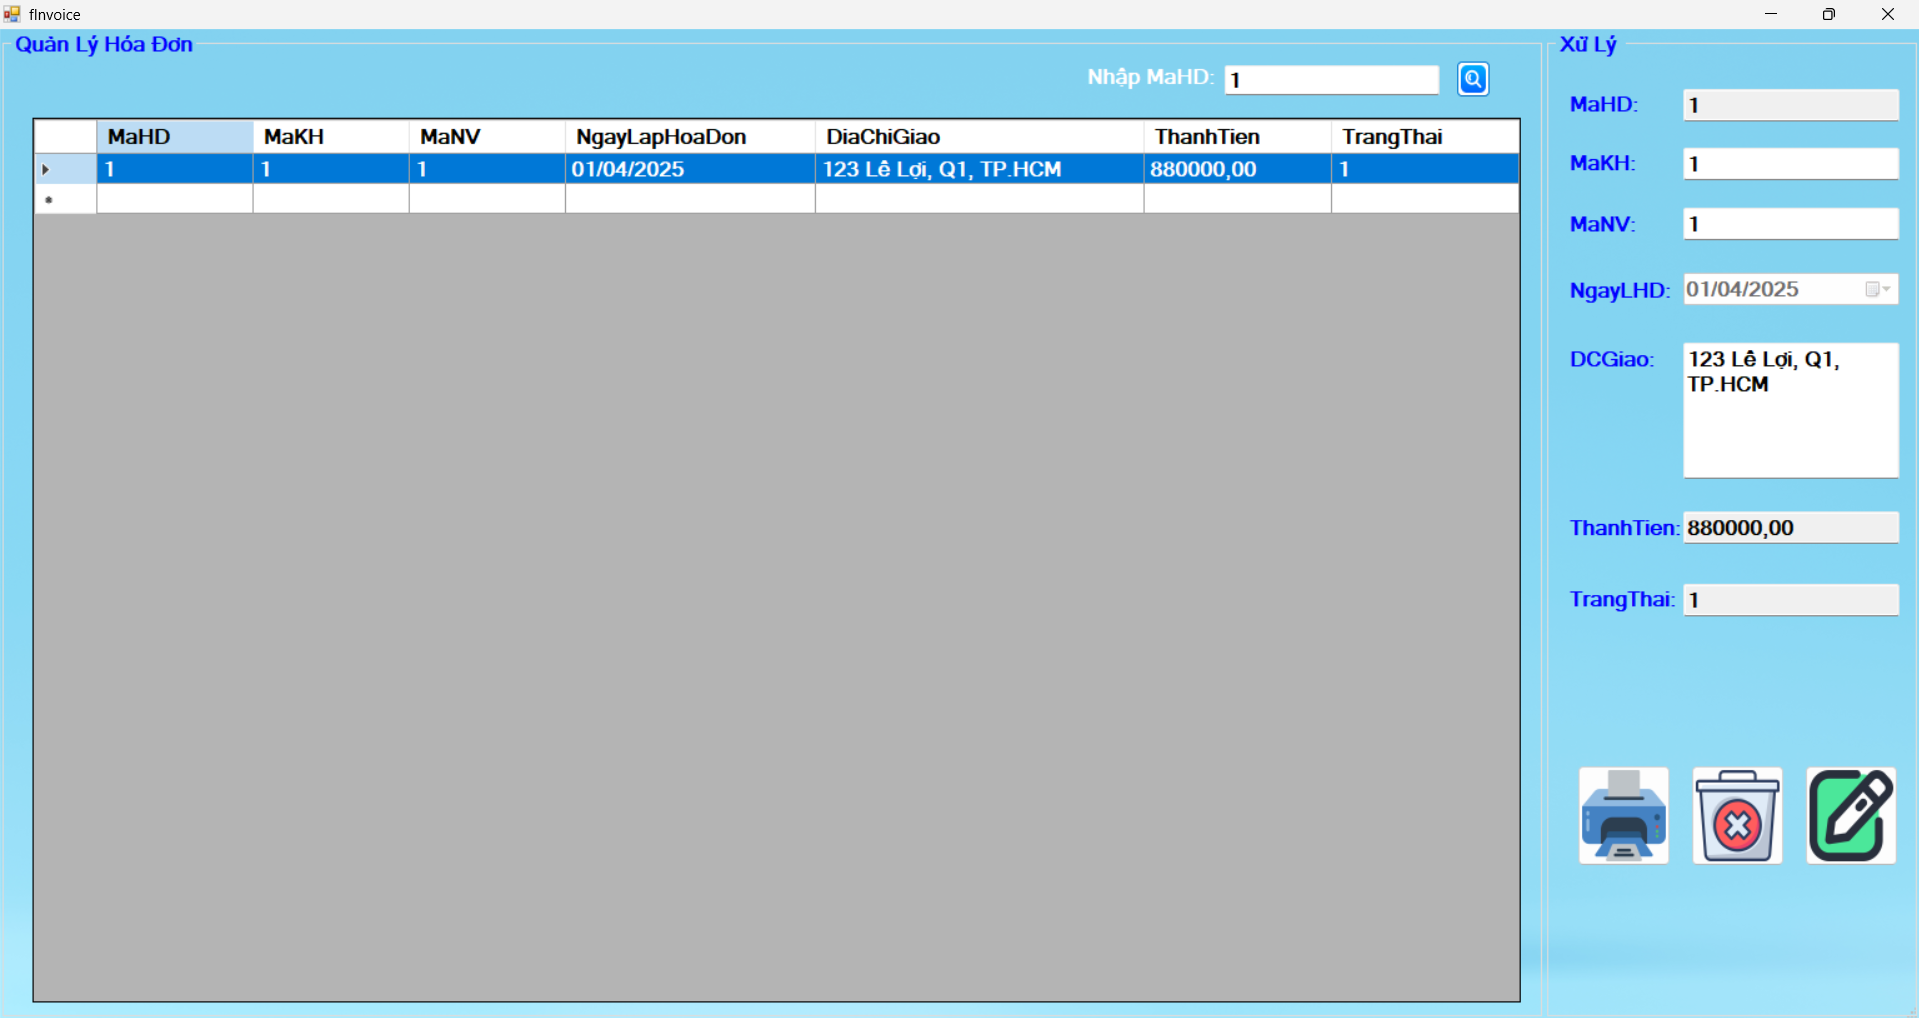 fInvoice
Quản Lý Hóa Đơn
Nhập MaHD: 1
MaHD MaKH MaNV NgayLapHoaDon DiaChiGiao ThanhTien TrangThai
1 1 1 01/04/2025 123 Lê Lợi, Q1, TP.HCM 880000,00 1
Xử Lý
MaHD: 1
MaKH: 1
MaNV: 1
NgayLHD: 01/04/2025
DCGiao: 123 Lê Lợi, Q1,
TP.HCM
ThanhTien: 880000,00
TrangThai: 1